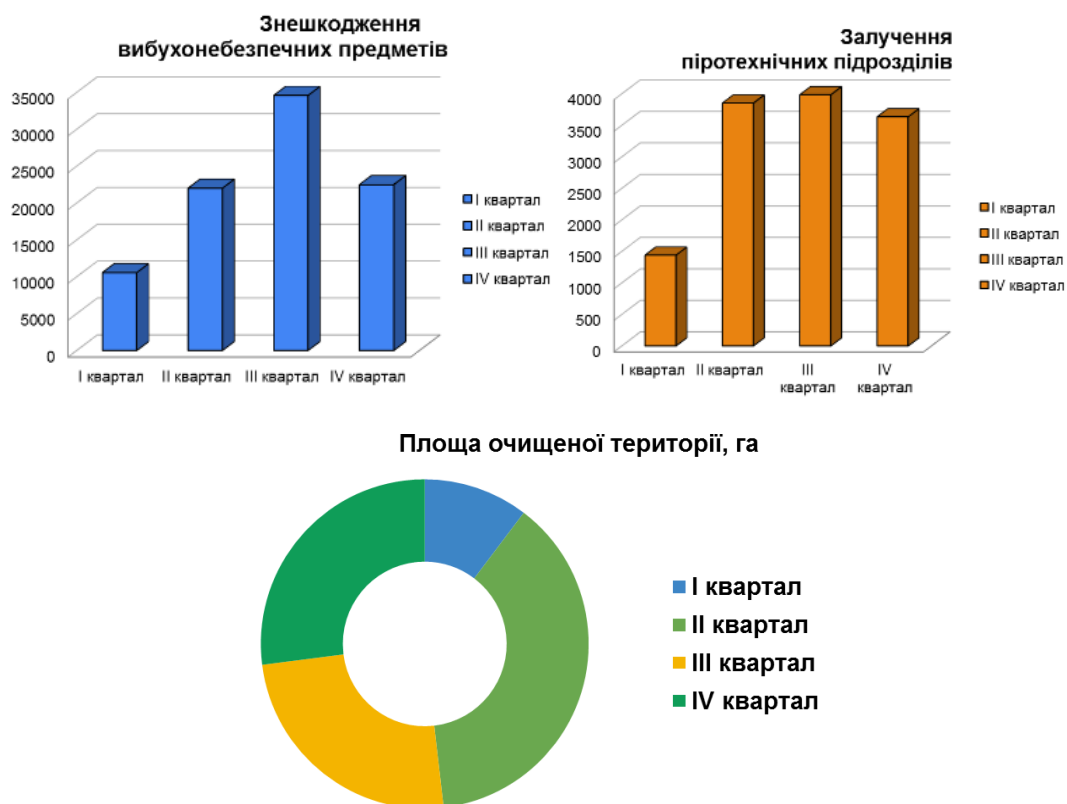 Знешкодження
вибухонебезпечних предметів
35000
30000
25000
20000
15000
10000
5000
0
I квартал
II квартал
III квартал
IV квартал
I квартал
II квартал
III квартал
IV квартал
Залучення
піротехнічних підрозділів
4000
3500
3000
2500
2000
1500
1000
500
0
I квартал
II квартал
III
квартал
IV
квартал
I квартал
II квартал
III квартал
IV квартал
Площа очищеної території, га
I квартал
II квартал
III квартал
IV квартал